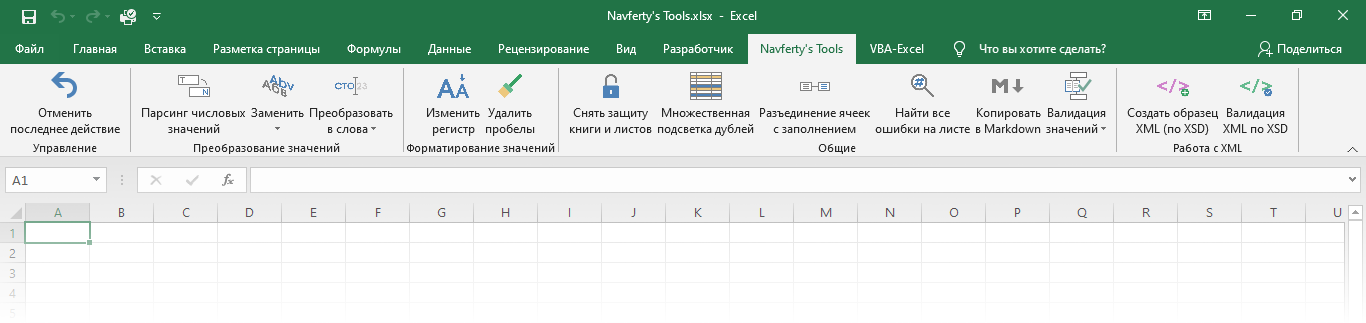 Navferty's Tools.xlsx - Excel
Файл Главная Вставка Разметка страницы Формулы Данные Рецензирование Вид Разработчик Navferty's Tools VBA-Excel Что вы хотите сделать? Поделиться
Отменить
последнее действие
Управление
Парсинг числовых
значений
Заменить
Преобразовать
в слова
Преобразование значений
Изменить
регистр
Удалить
пробелы
Форматирование значений
Снять защиту
книги и листов
Множественная
подсветка дублей
Разъединение ячеек
с заполнением
Найти все
ошибки на листе
Копировать
в Markdown
Валидация
значений
Общие
Создать образец
XML (по XSD)
Валидация
XML по XSD
Работа с XML
A1 fx
A B C D E F G H I J K L M N O P Q R S T U
1
2
3
4
5